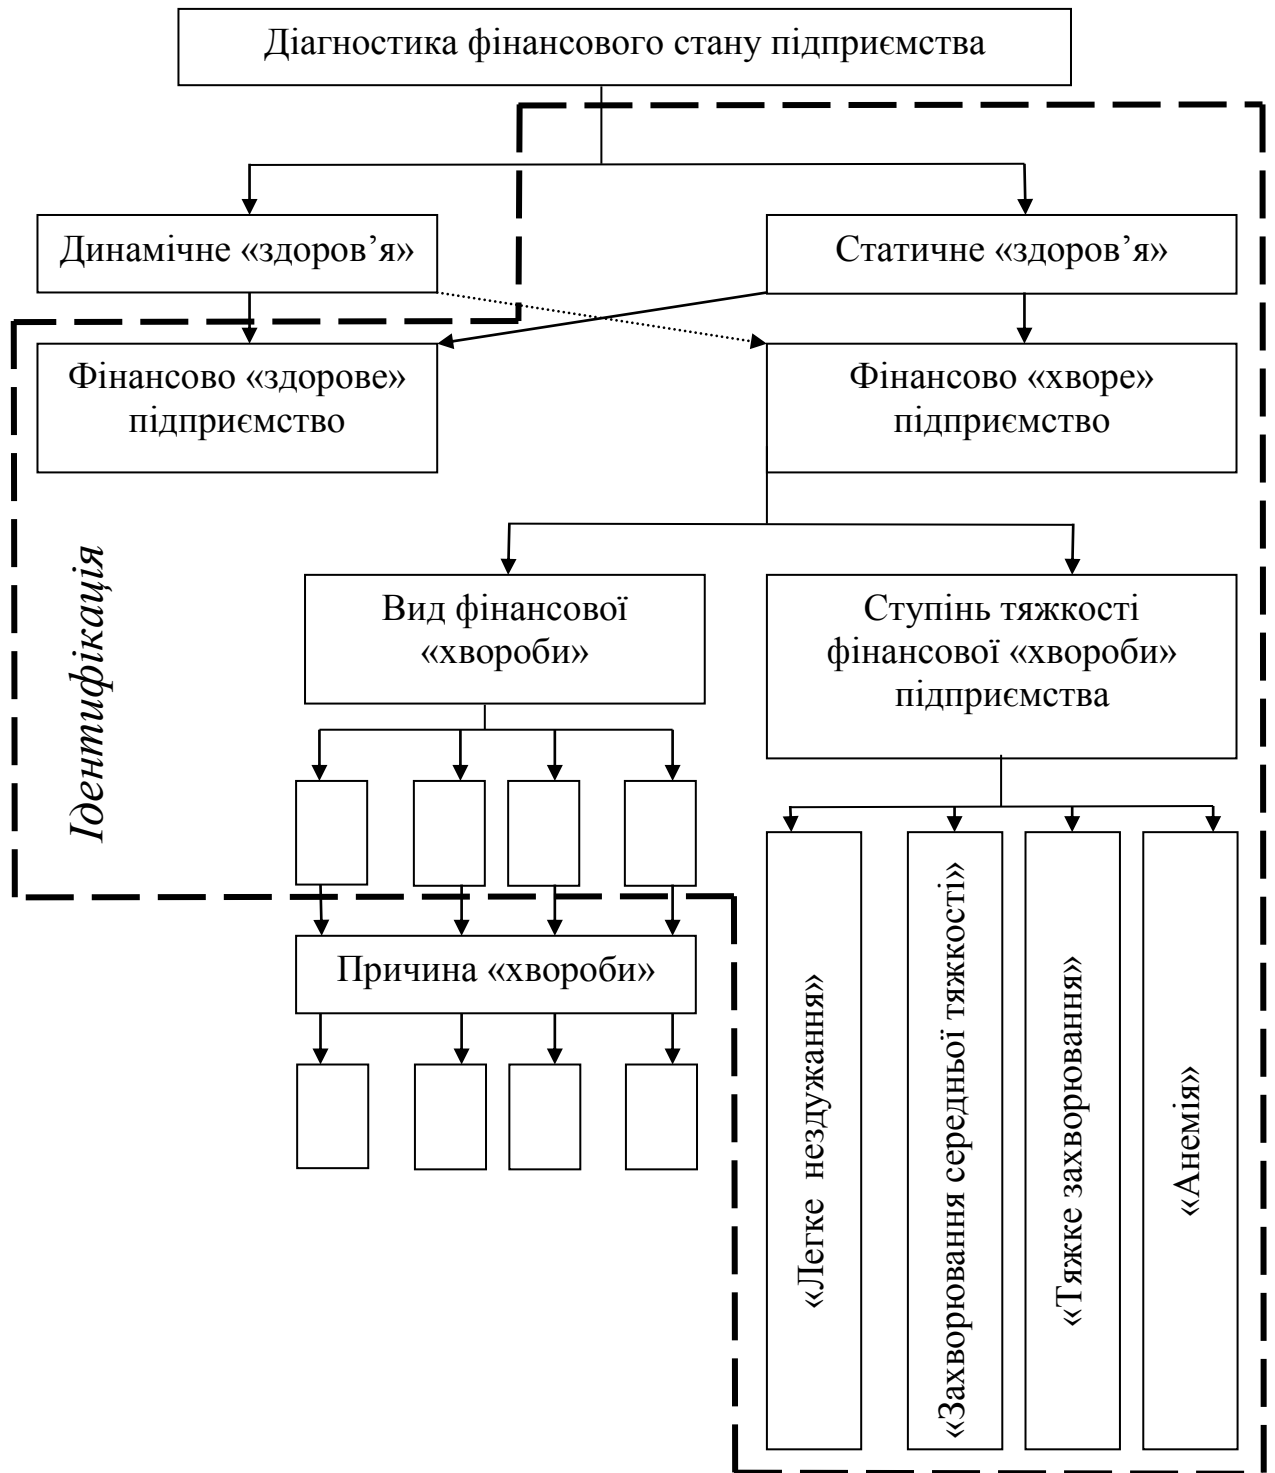 Діагностика фінансового стану підприємства
Динамічне «здоров’я»
Статичне «здоров’я»
Фінансово «здорове»
підприємство
Фінансово «хворе»
підприємство
Ідентифікація
Вид фінансової
«хвороби»
Ступінь тяжкості
фінансової «хвороби»
підприємства
Причина «хвороби»
«Легке нездужання»
«Захворювання середньої тяжкості»
«Тяжке захворювання»
«Анемія»